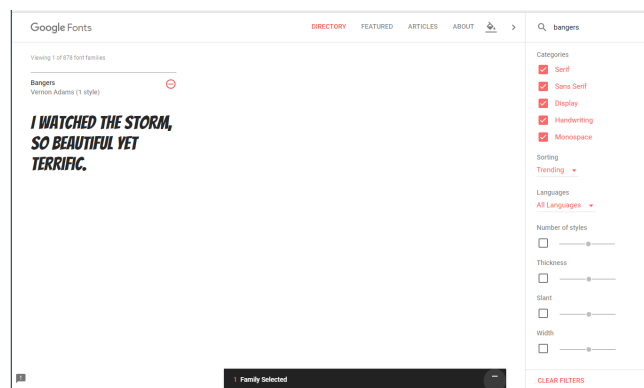 Google Fonts
DIRECTORY
FEATURED
ARTICLES
ABOUT
bangers
Viewing 1 of 878 font families
Bangers
Vernon Adams (1 style)
I WATCHED THE STORM,
SO BEAUTIFUL YET
TERRIFIC.
Categories
Serif
Sans Serif
Display
Handwriting
Monospace
Sorting
Trending
Languages
All Languages
Number of styles
Thickness
Slant
Width
1 Family Selected
CLEAR FILTERS